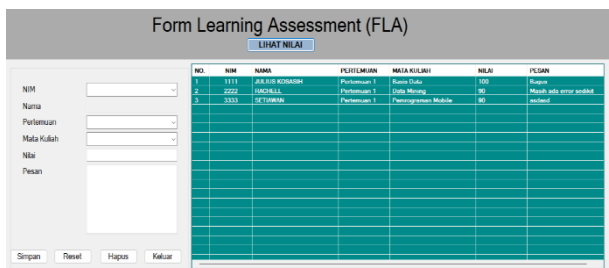 Form Learning Assessment (FLA)
LIHAT NILAI
NIM
Nama
Pertemuan
Mata Kuliah
Nilai
Pesan
Simpan Reset Hapus Keluar
NO. NIM NAMA PERTEMUAN MATA KULIAH NILAI PESAN
1 1111 JULIUS KOSASIH Pertemuan 1 Basis Data 100 Bagus
2 2222 RACHELL Pertemuan 1 Data Mining 90 Masih ada error sedikit
3 3333 SETIAWAN Pertemuan 1 Pemrograman Mobile 90 asdasd